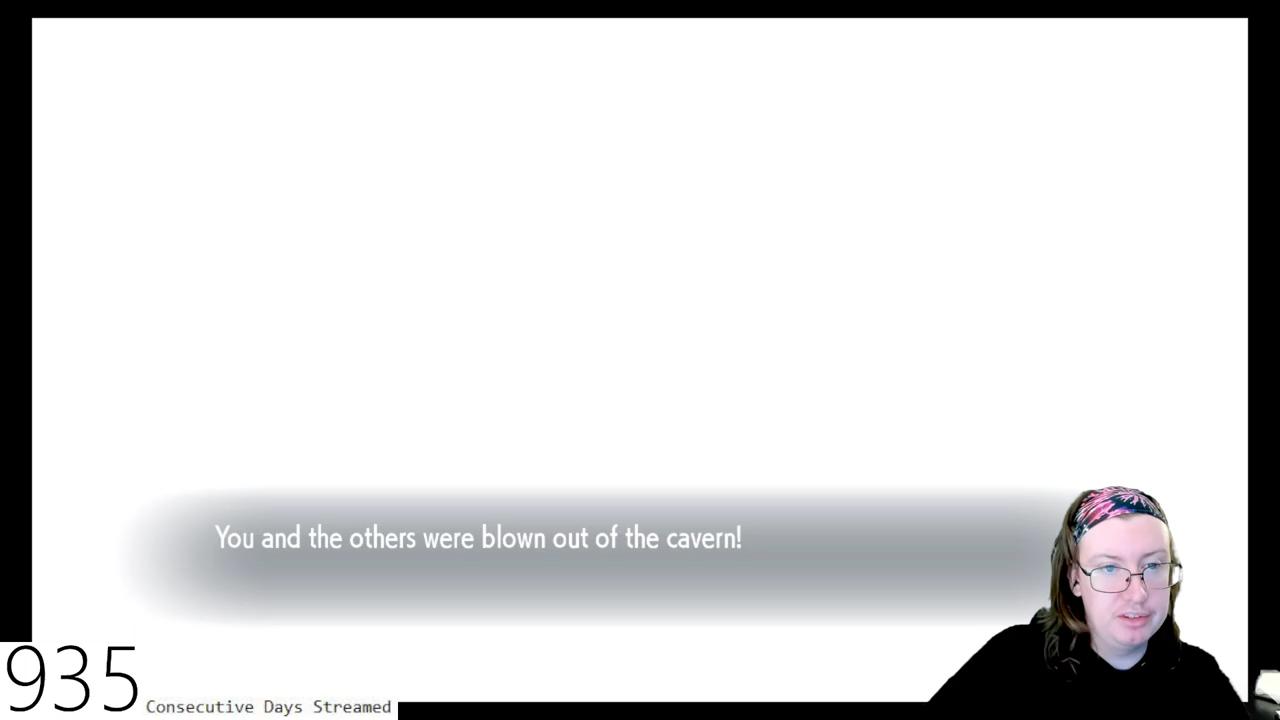 You and the others were blown out of the cavern!
935
Consecutive Days Streamed